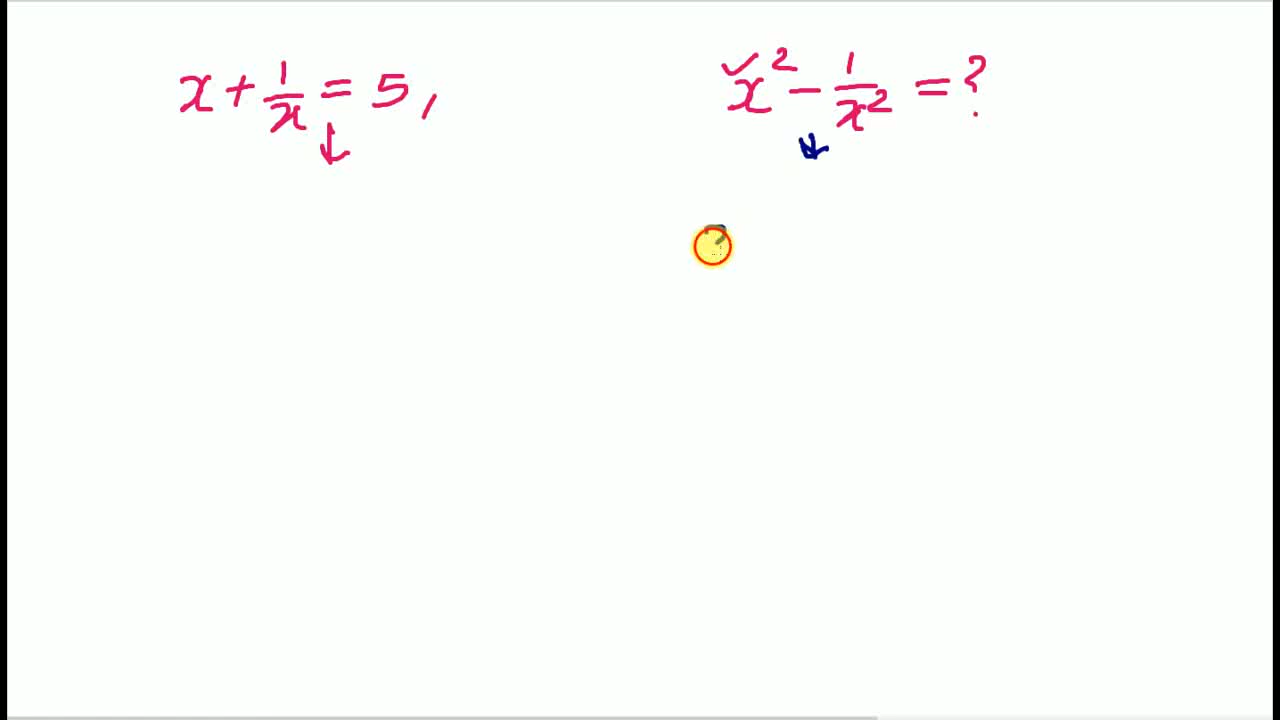 x + 1/x = 5, x² - 1/x² = ?